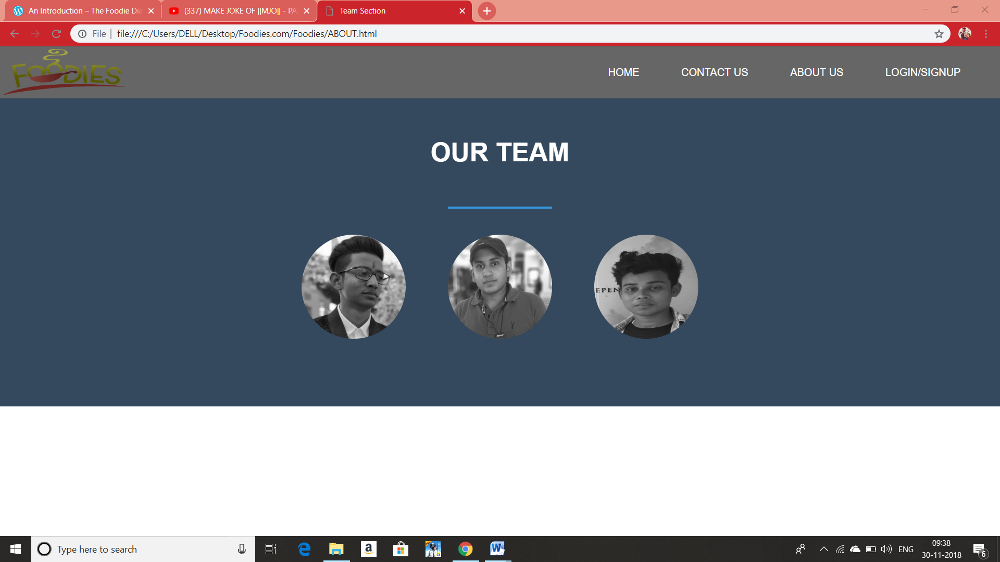 An Introduction – The Foodie Dia
(337) MAKE JOKE OF ||MJO|| - PA
Team Section
File
file:///C:/Users/DELL/Desktop/Foodies.com/Foodies/ABOUT.html
FOODIES
HOME
CONTACT US
ABOUT US
LOGIN/SIGNUP
OUR TEAM
EPEN
Type here to search
ENG
09:38
30-11-2018
6